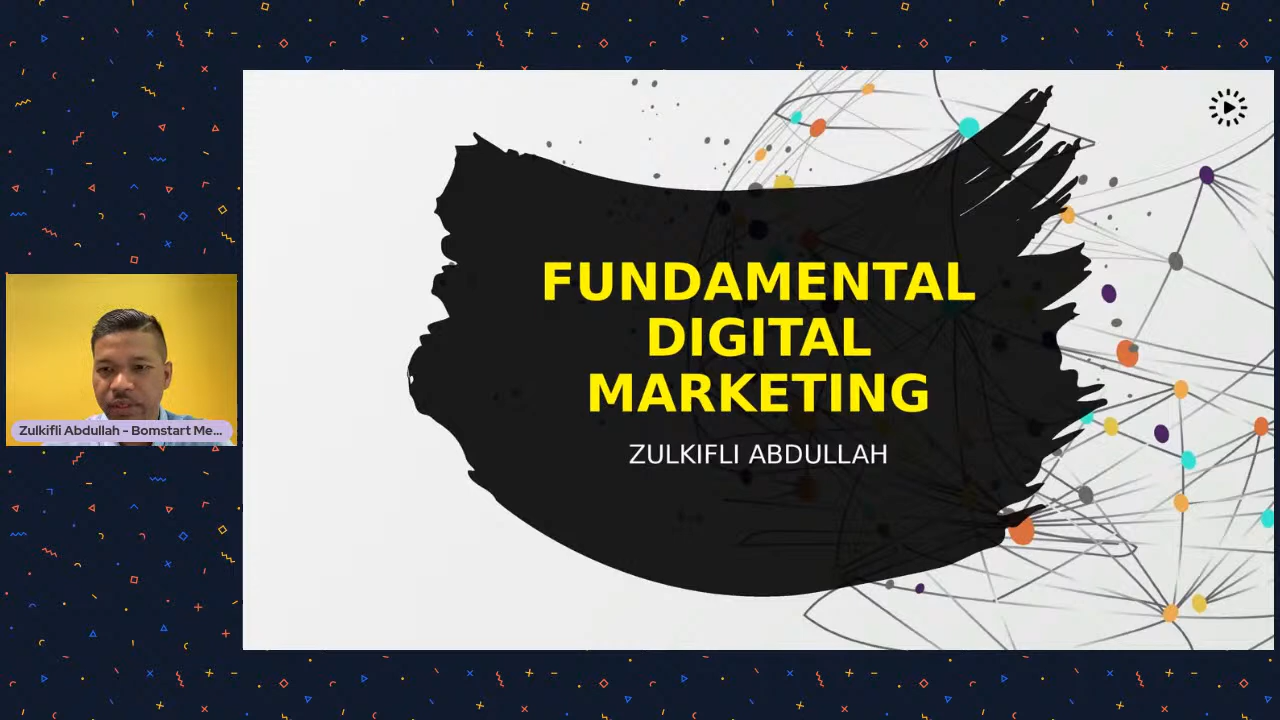 FUNDAMENTAL
DIGITAL
MARKETING
ZULKIFLI ABDULLAH
Zulkifli Abdullah - Bomstart Me...